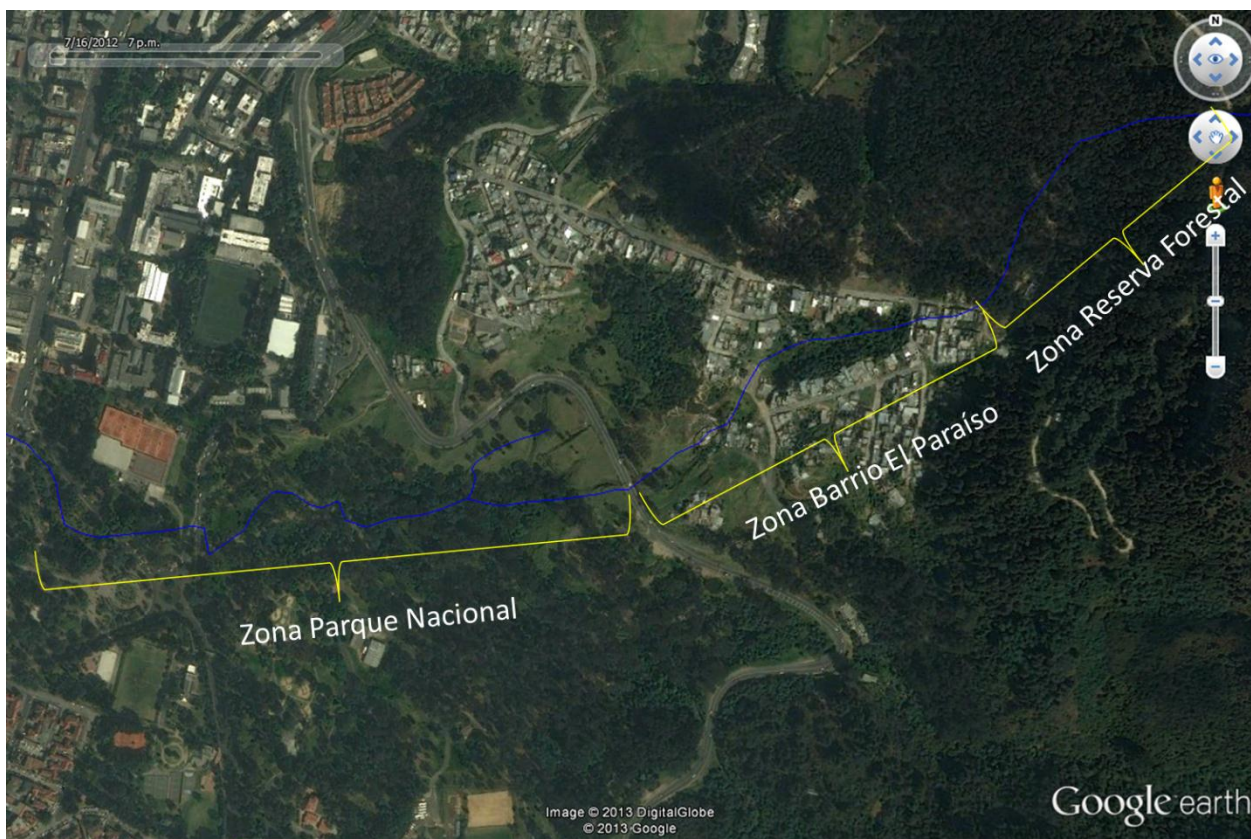 7/16/2012 7 p.m.
N
Zona Reserva Forestal
Zona Barrio El Paraíso
Zona Parque Nacional
Image © 2013 DigitalGlobe
© 2013 Google
Google earth